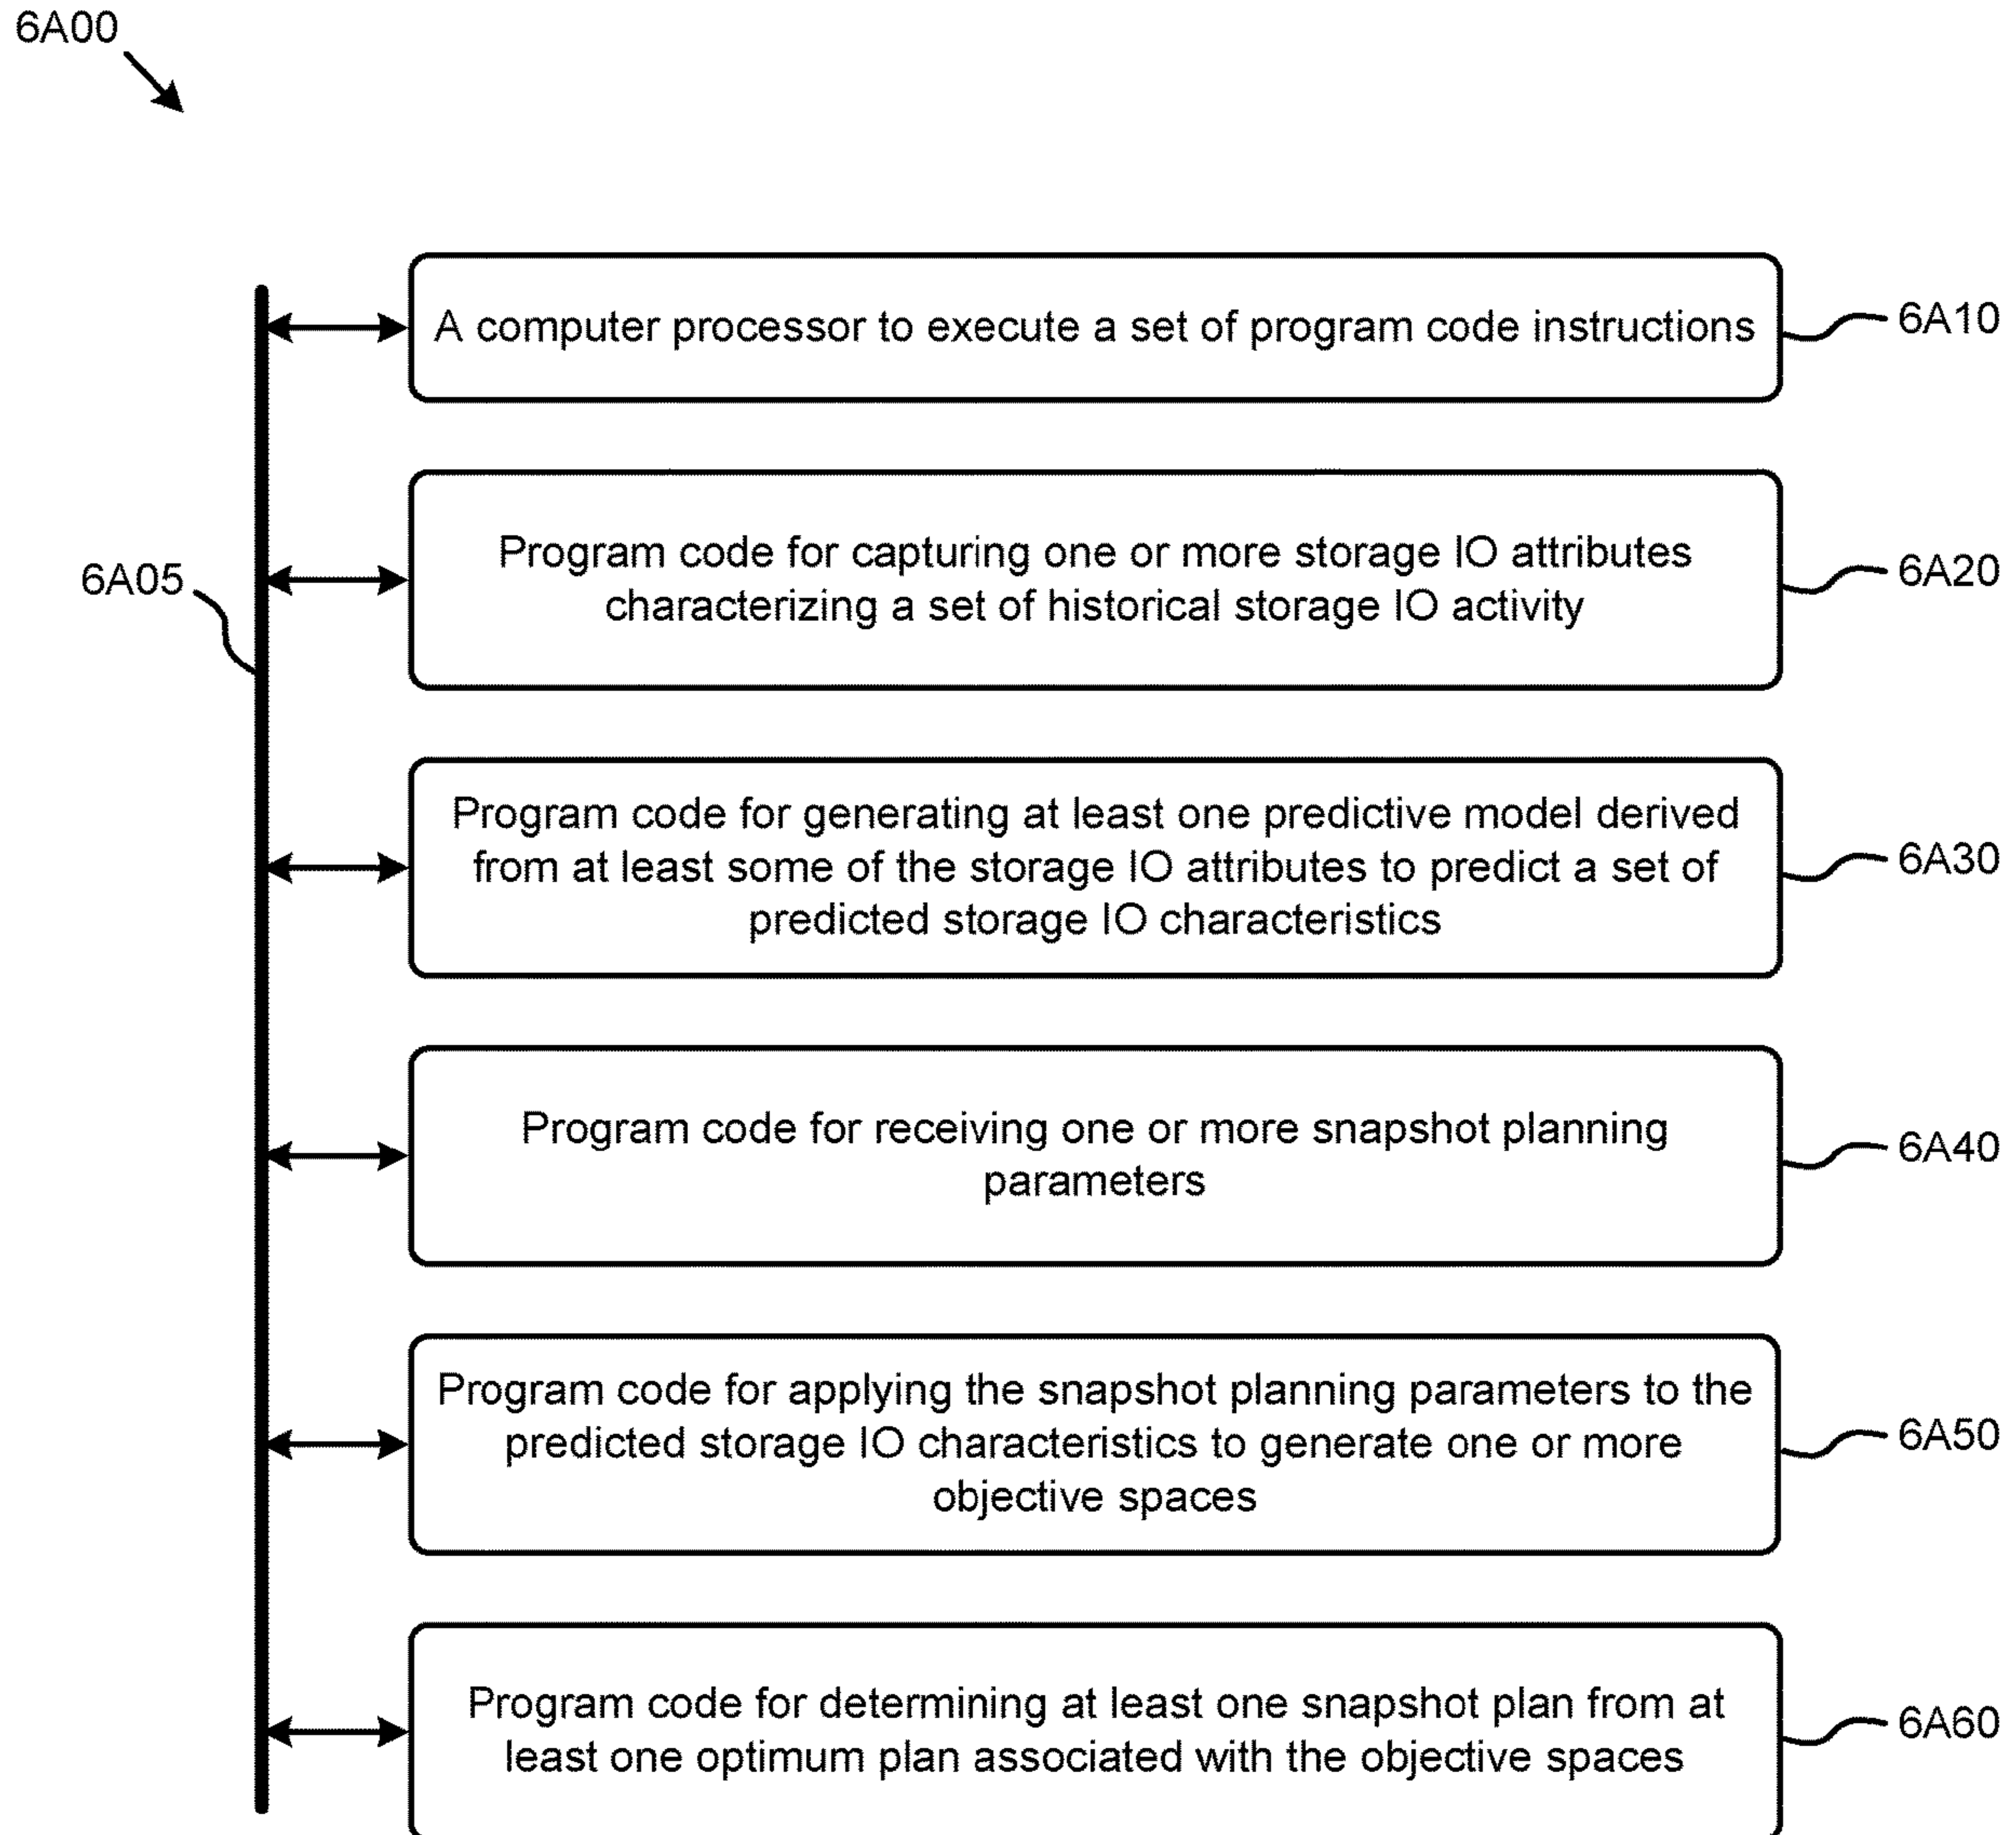 6A00
A computer processor to execute a set of program code instructions
6A10
Program code for capturing one or more storage IO attributes
characterizing a set of historical storage IO activity
6A20
6A05
Program code for generating at least one predictive model derived
from at least some of the storage IO attributes to predict a set of
predicted storage IO characteristics
6A30
Program code for receiving one or more snapshot planning
parameters
6A40
Program code for applying the snapshot planning parameters to the
predicted storage IO characteristics to generate one or more
objective spaces
6A50
Program code for determining at least one snapshot plan from at
least one optimum plan associated with the objective spaces
6A60